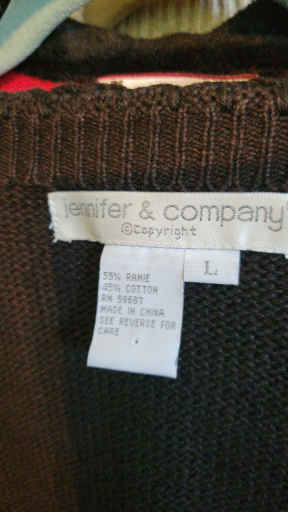 jennifer & company
©Copyright
L
55% RAMIE
45% COTTON
RN 59687
MADE IN CHINA
SEE REVERSE FOR
CARE